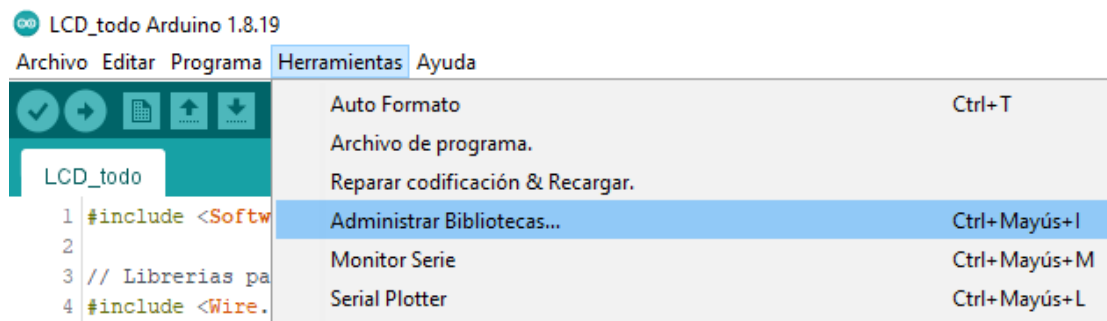 LCD_todo Arduino 1.8.19
Archivo Editar Programa Herramientas Ayuda
Auto Formato Ctrl+T
Archivo de programa.
LCD_todo
Reparar codificación & Recargar.
1 #include <Softw
Administrar Bibliotecas... Ctrl+Mayús+I
2
Monitor Serie Ctrl+Mayús+M
3 // Librerias pa
4 #include <Wire.
Serial Plotter Ctrl+Mayús+L